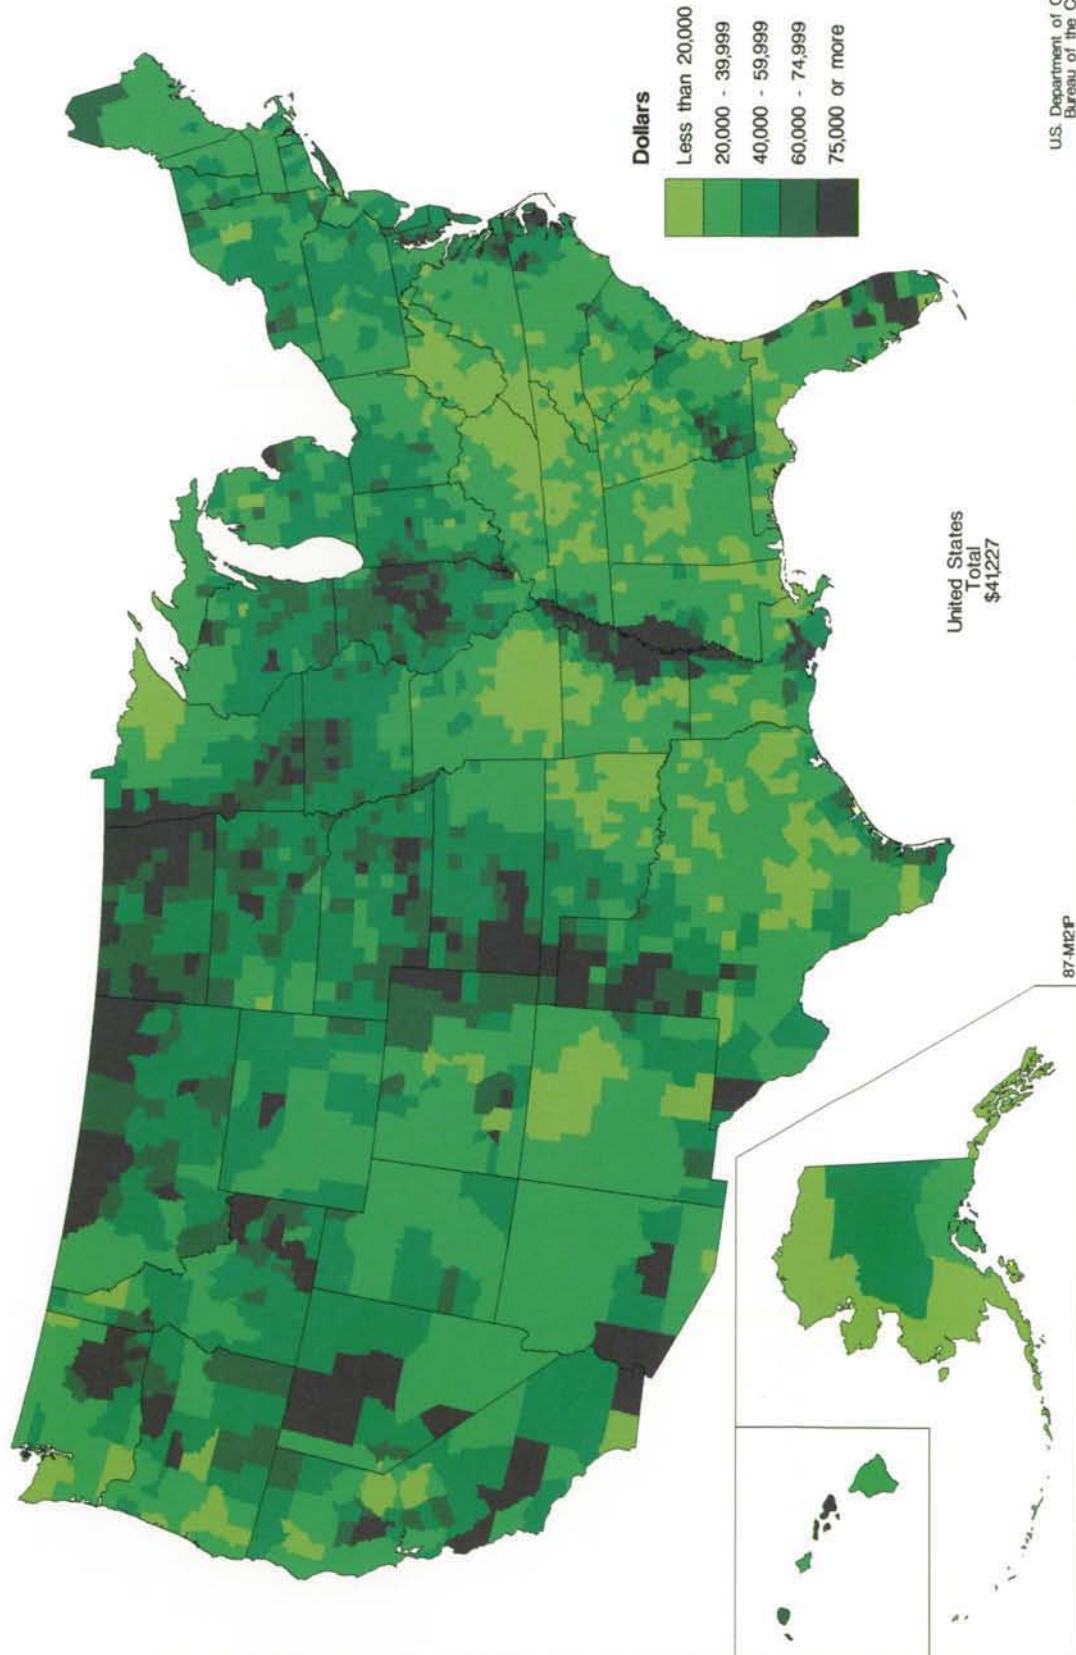 Dollars
Less than 20,000
20,000 - 39,999
40,000 - 59,999
60,000 - 74,999
75,000 or more
United States
Total
$41,227
87-M121P
U.S. Department of
Bureau of the